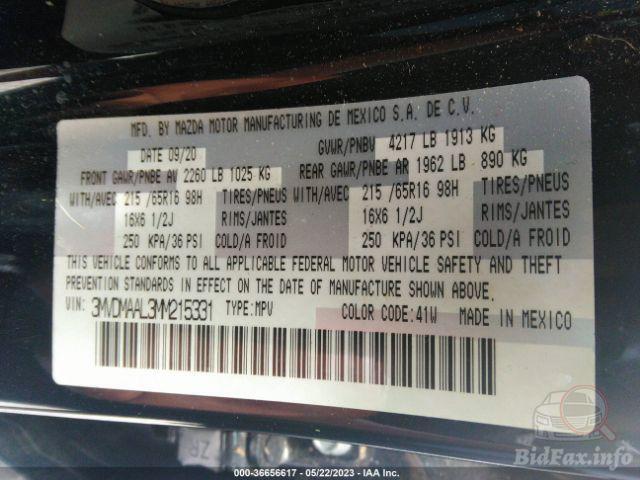 MFD. BY MAZDA MOTOR MANUFACTURING DE MEXICO S.A. DE C.V.
DATE 09/20 GVWR/PNBV 4217 LB 1913 KG
FRONT GAWR/PNBE AV 2260 LB 1025 KG REAR GAWR/PNBE AR 1962 LB 890 KG
WITH/AVEC 215 /65R16 98H TIRES/PNEUS WITH/AVEC 215 /65R16 98H TIRES/PNEUS
16X6 1/2J RIMS/JANTES 16X6 1/2J RIMS/JANTES
250 KPA/36 PSI COLD/A FROID 250 KPA/36 PSI COLD/A FROID
THIS VEHICLE CONFORMS TO ALL APPLICABLE FEDERAL MOTOR VEHICLE SAFETY AND THEFT
PREVENTION STANDARDS IN EFFECT ON THE DATE OF MANUFACTURE SHOWN ABOVE.
VIN: 3MVDMAAL3MM215331 TYPE:MPV COLOR CODE:41W MADE IN MEXICO
ZP
000-36656617 - 05/22/2023 - IAA Inc.
BidFax.info